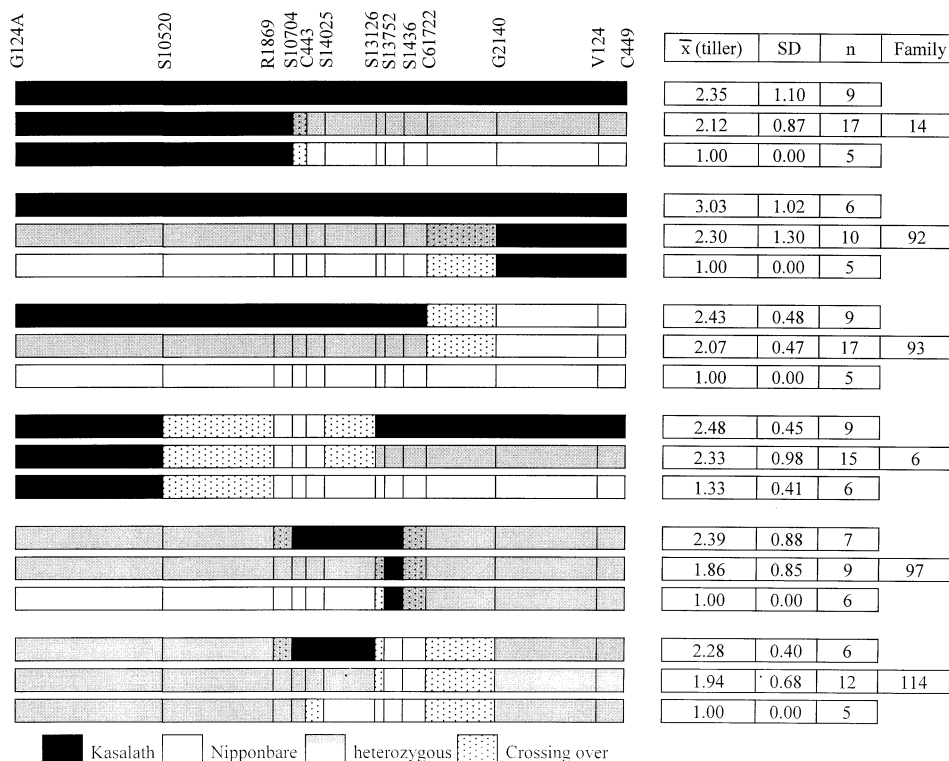 G124A S10520 R1869 S10704 C443 S14025 S13126 S13752 S1436 C61722 G2140 V124 C449
x̄ (tiller) SD n Family
2.35 1.10 9
2.12 0.87 17 14
1.00 0.00 5
3.03 1.02 6
2.30 1.30 10 92
1.00 0.00 5
2.43 0.48 9
2.07 0.47 17 93
1.00 0.00 5
2.48 0.45 9
2.33 0.98 15 6
1.33 0.41 6
2.39 0.88 7
1.86 0.85 9 97
1.00 0.00 6
2.28 0.40 6
1.94 0.68 12 114
1.00 0.00 5
Kasalath Nipponbare heterozygous Crossing over